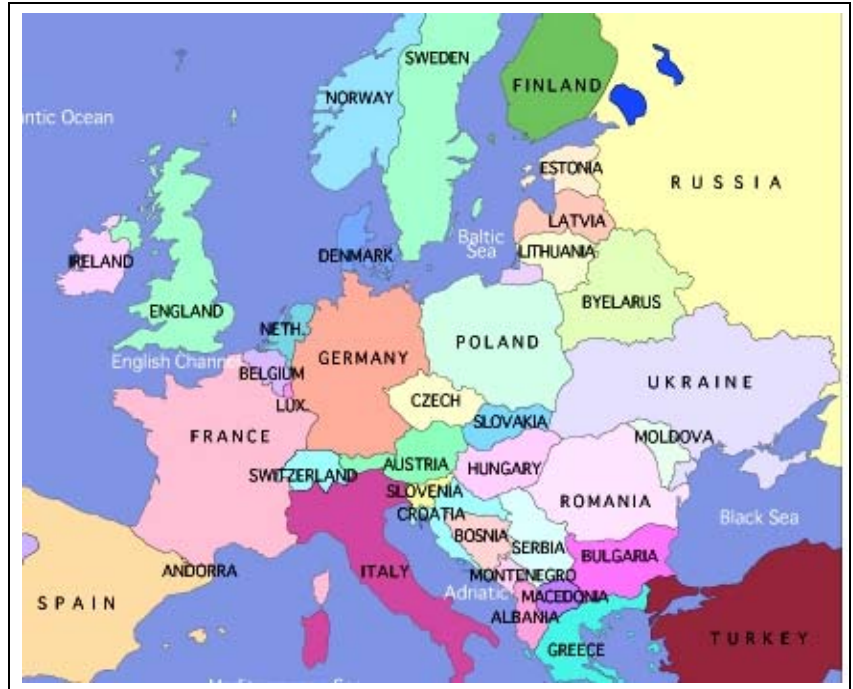 SWEDEN
FINLAND
NORWAY
ntic Ocean
ESTONIA
RUSSIA
LATVIA
Baltic
Sea
LITHUANIA
DENMARK
IRELAND
ENGLAND
BYELARUS
NETH.
POLAND
English Channel
GERMANY
BELGIUM
UKRAINE
LUX.
CZECH
SLOVAKIA
FRANCE
MOLDOVA
AUSTRIA
HUNGARY
SWITZERLAND
SLOVENIA
ROMANIA
CROATIA
Black Sea
BOSNIA
SERBIA
BULGARIA
ANDORRA
ITALY
MONTENEGRO
Adriatic
MACEDONIA
SPAIN
ALBANIA
TURKEY
GREECE
Mediterranean Sea